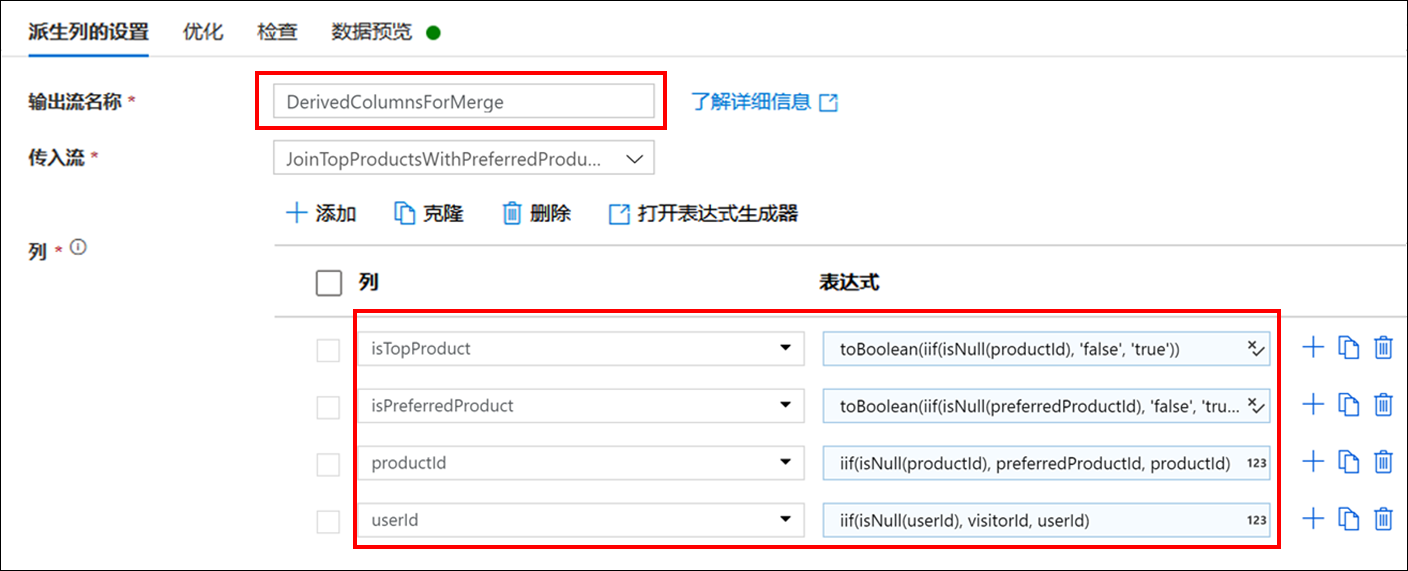 派生列的设置 优化 检查 数据预览
输出流名称 * DerivedColumnsForMerge 了解详细信息
传入流 * JoinTopProductsWithPreferredProdu...
添加 克隆 删除 打开表达式生成器
列 *
列 表达式
isTopProduct toBoolean(iif(isNull(productId), 'false', 'true'))
isPreferredProduct toBoolean(iif(isNull(preferredProductId), 'false', 'tru...
productId iif(isNull(productId), preferredProductId, productId) 123
userId iif(isNull(userId), visitorId, userId) 123